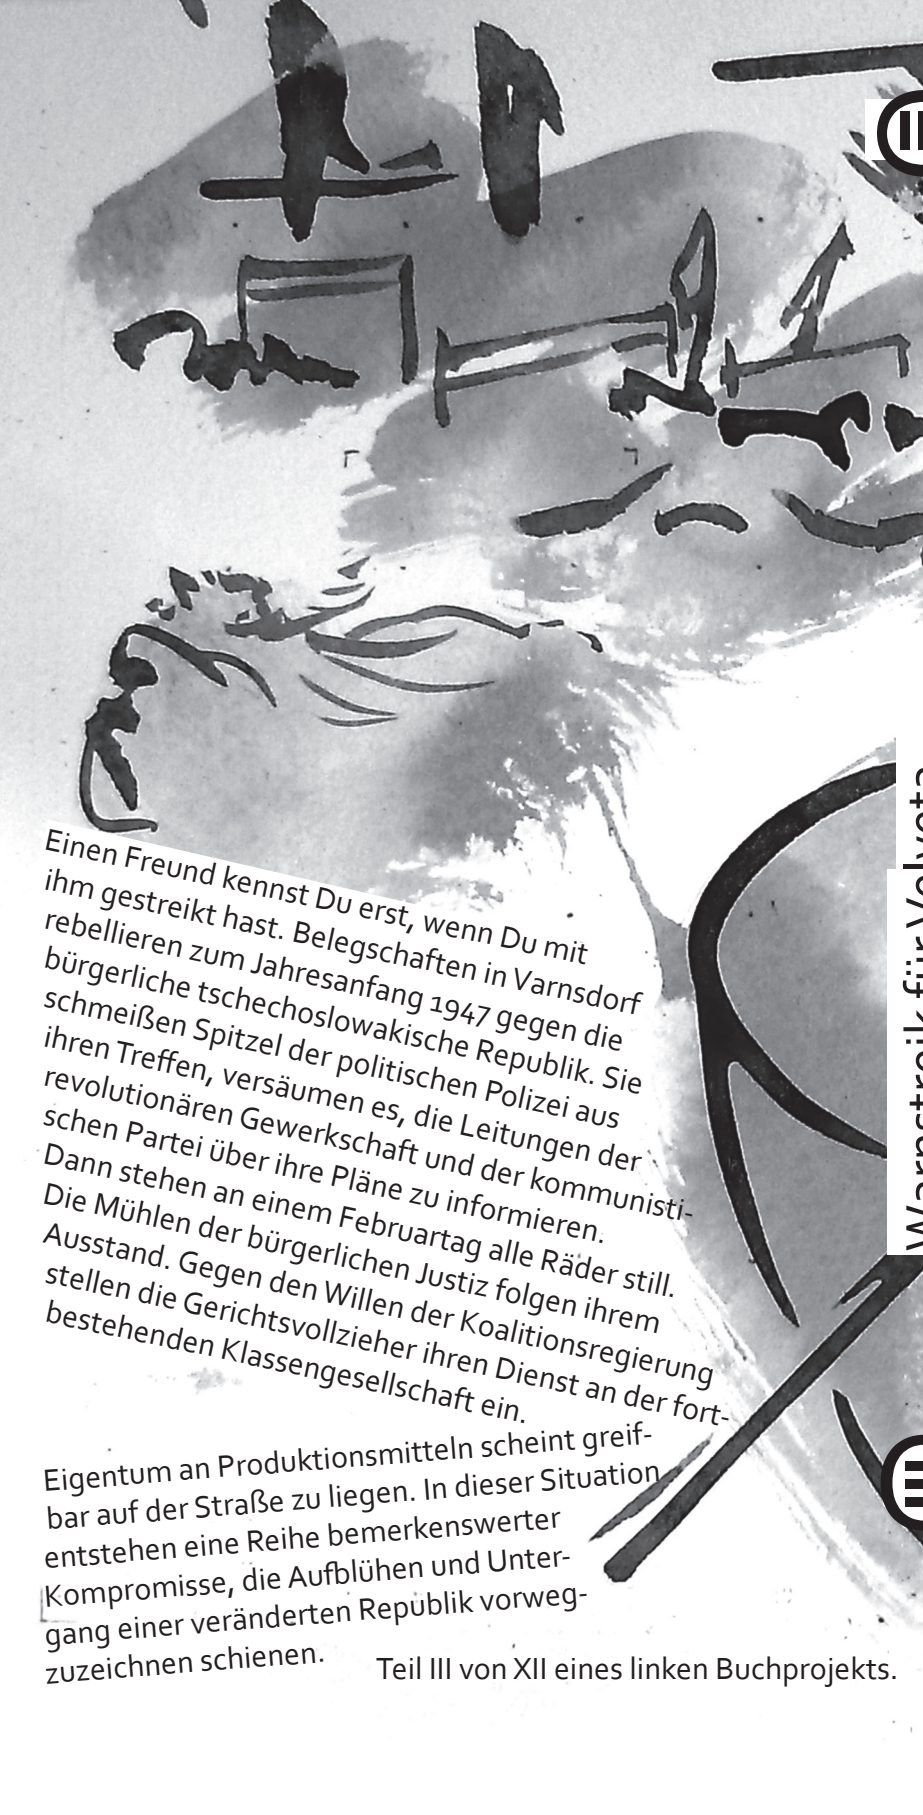 Einen Freund kennst Du erst, wenn Du mit
ihm gestreikt hast. Belegschaften in Varnsdorf
rebellieren zum Jahresanfang 1947 gegen die
bürgerliche tschechoslowakische Republik. Sie
schmeißen Spitzel der politischen Polizei aus
ihren Treffen, versäumen es, die Leitungen der
revolutionären Gewerkschaft und der kommunisti-
schen Partei über ihre Pläne zu informieren.
Dann stehen an einem Februartag alle Räder still.
Die Mühlen der bürgerlichen Justiz folgen ihrem
Ausstand. Gegen den Willen der Koalitionsregierung
stellen die Gerichtsvollzieher ihren Dienst an der fort-
bestehenden Klassengesellschaft ein.
Eigentum an Produktionsmitteln scheint greif-
bar auf der Straße zu liegen. In dieser Situation
entstehen eine Reihe bemerkenswerter
Kompromisse, die Aufblühen und Unter-
gang einer veränderten Republik vorweg-
zuzeichnen schienen.
Teil III von XII eines linken Buchprojekts.
Warnstreik für Velveta
III